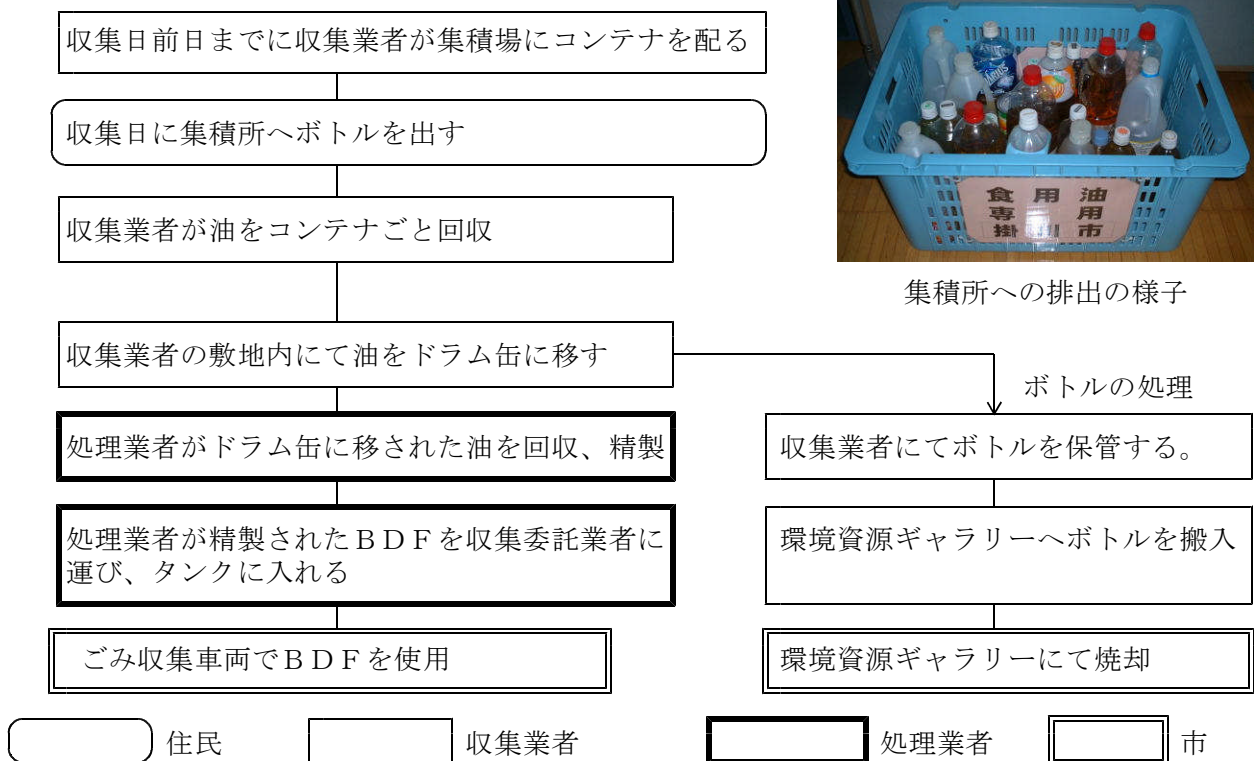 収集日前日までに収集業者が集積場にコンテナを配る
収集日に集積所へボトルを出す
収集業者が油をコンテナごと回収
食用油
専用
掛川市
集積所への排出の様子
収集業者の敷地内にて油をドラム缶に移す
ボトルの処理
処理業者がドラム缶に移された油を回収、精製
収集業者にてボトルを保管する。
処理業者が精製されたBDFを収集委託業者に
運び、タンクに入れる
環境資源ギャラリーへボトルを搬入
ごみ収集車両でBDFを使用
環境資源ギャラリーにて焼却
住民
収集業者
処理業者
市